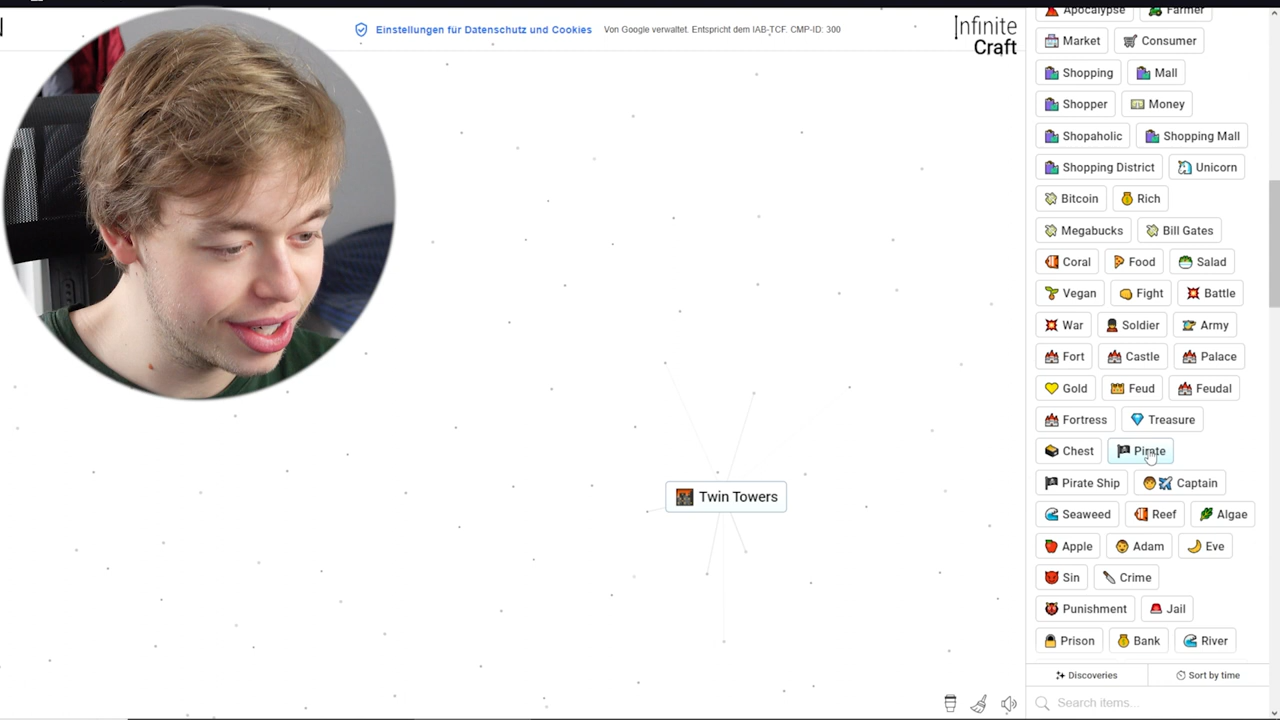 Einstellungen für Datenschutz und Cookies Von Google verwaltet. Entspricht dem IAB-TCF. CMP-ID: 300
Infinite
Craft
Apocalypse Farmer
Market Consumer
Shopping Mall
Shopper Money
Shopaholic Shopping Mall
Shopping District Unicorn
Bitcoin Rich
Megabucks Bill Gates
Coral Food Salad
Vegan Fight Battle
War Soldier Army
Fort Castle Palace
Gold Feud Feudal
Fortress Treasure
Chest Pirate
Pirate Ship Captain
Twin Towers
Seaweed Reef Algae
Apple Adam Eve
Sin Crime
Punishment Jail
Prison Bank River
Discoveries Sort by time
Search items...